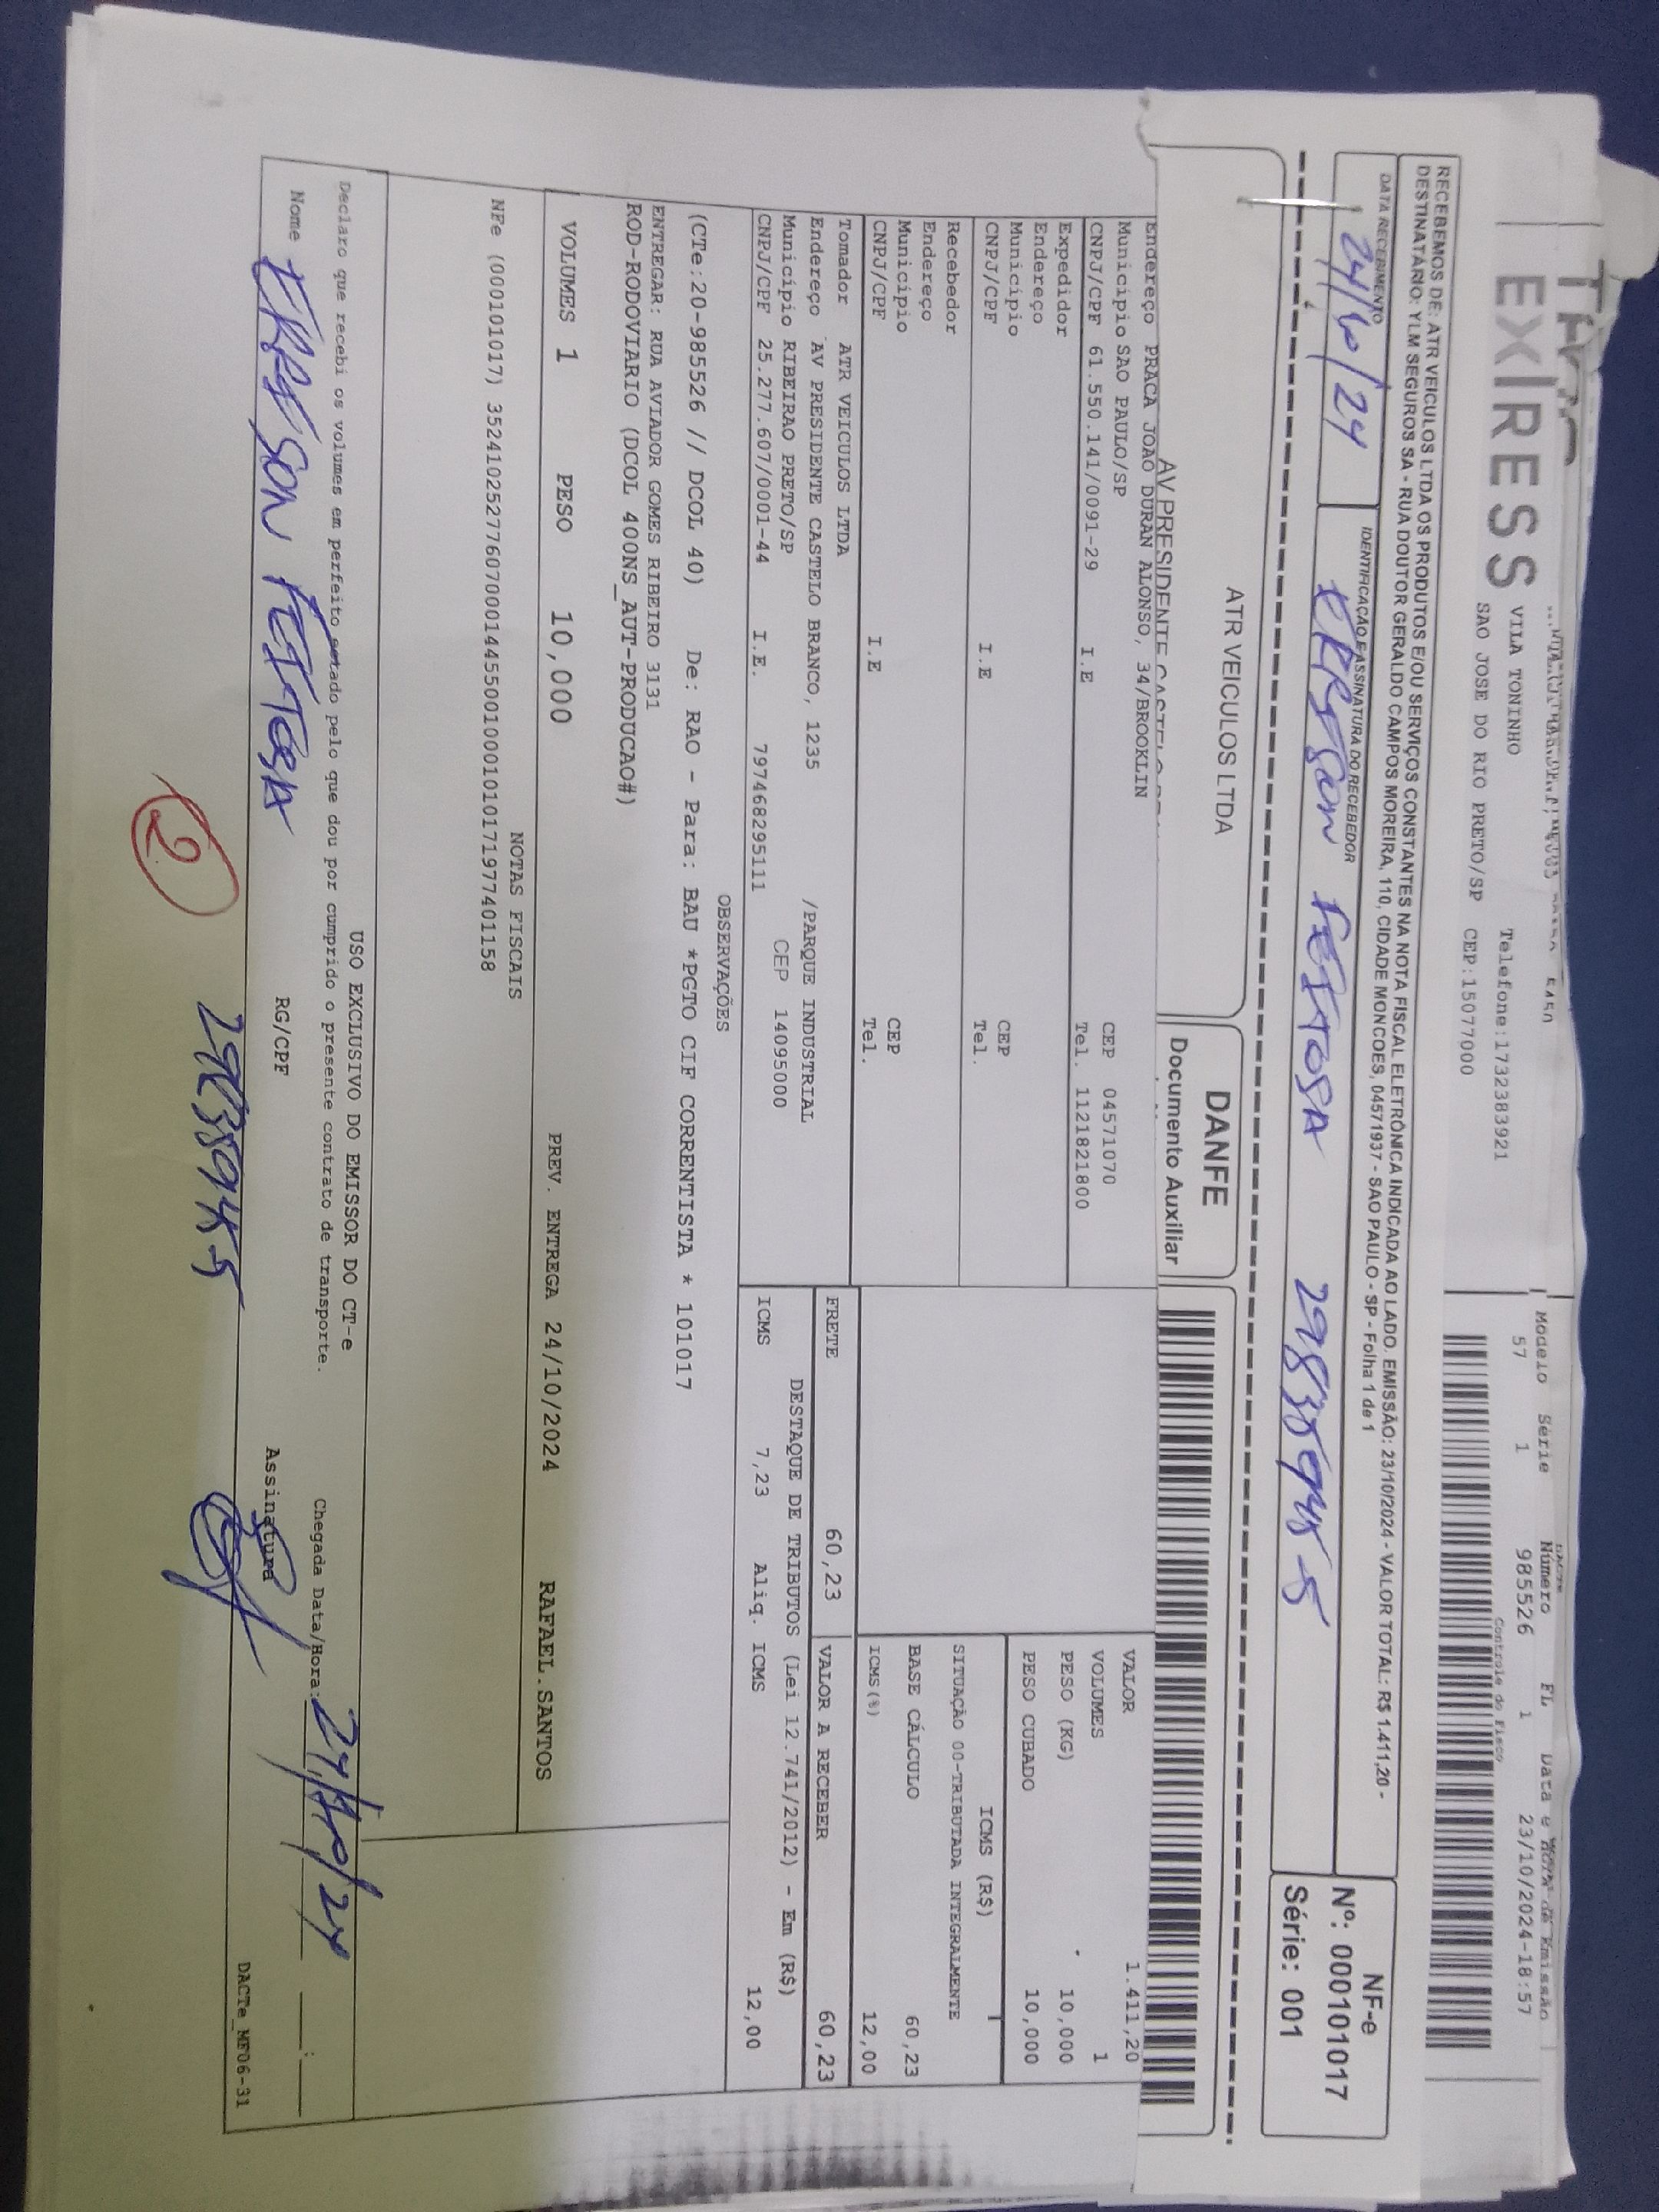 EXPRESS
VILA TONINHO Telefone:1732383921
SAO JOSE DO RIO PRETO/SP CEP:15077000
Modelo Série Número FL Data e Hora de Emissão
57 1 985526 R 1 23/10/2024-18:57
Controle do Fisco
RECEBEMOS DE: ATR VEICULOS LTDA OS PRODUTOS E/OU SERVIÇOS CONSTANTES NA NOTA FISCAL ELETRÔNICA INDICADA AO LADO. EMISSÃO: 23/10/2024 - VALOR TOTAL: R$ 1.411,20 -
DESTINATÁRIO: YLM SEGUROS SA - RUA DOUTOR GERALDO CAMPOS MOREIRA, 110, CIDADE MONCOES, 04571937 - SAO PAULO - SP - Folha 1 de 1
NF-e
Nº: 000101017
Série: 001
DATA RECEBIMENTO IDENTIFICAÇÃO E ASSINATURA DO RECEBEDOR
24/10/24 FEITOSA
ATR VEICULOS LTDA
DANFE
Documento Auxiliar
AV PRESIDENTE
Endereço PRACA JOAO DURAN ALONSO, 34/BROOKLIN
Municipio SAO PAULO/SP CEP 04571070
CNPJ/CPF 61.550.141/0091-29 I.E Tel. 1121821800
Expedidor
Endereço
Municipio CEP
CNPJ/CPF I.E Tel.
Recebedor
Endereço
Municipio CEP
CNPJ/CPF I.E Tel.
VALOR 1.411,20
VOLUMES 1
PESO (KG) 10,000
PESO CUBADO 10,000
ICMS (R$)
SITUAÇÃO 00-TRIBUTADA INTEGRALMENTE
BASE CÁLCULO 60,23
ICMS(%) 12,00
Tomador ATR VEICULOS LTDA
Endereço AV PRESIDENTE CASTELO BRANCO, 1235 /PARQUE INDUSTRIAL
Município RIBEIRAO PRETO/SP CEP 14095000
CNPJ/CPF 25.277.607/0001-44 I.E. 797468295111
FRETE 60,23 VALOR A RECEBER 60,23
DESTAQUE DE TRIBUTOS (Lei 12.741/2012) - Em (R$)
ICMS 7,23 Aliq. ICMS 12,00
OBSERVAÇÕES
(CTe:20-985526 // DCOL 40) De: RAO - Para: BAU *PGTO CIF CORRENTISTA * 101017
ENTREGAR: RUA AVIADOR GOMES RIBEIRO 3131
ROD-RODOVIARIO (DCOL 400NS_AUT-PRODUCAO#)
VOLUMES 1 PESO 10,000 PREV. ENTREGA 24/10/2024 RAFAEL.SANTOS
NOTAS FISCAIS
NFe (000101017) 35241025277607000144550010001010171977401158
USO EXCLUSIVO DO EMISSOR DO CT-e
Declaro que recebi os volumes em perfeito estado pelo que dou por cumprido o presente contrato de transporte.
Chegada Data/Hora: 24/10/24 __:__
Nome FEITOSA RG/CPF Assinatura
DACTe_MF06-31
2